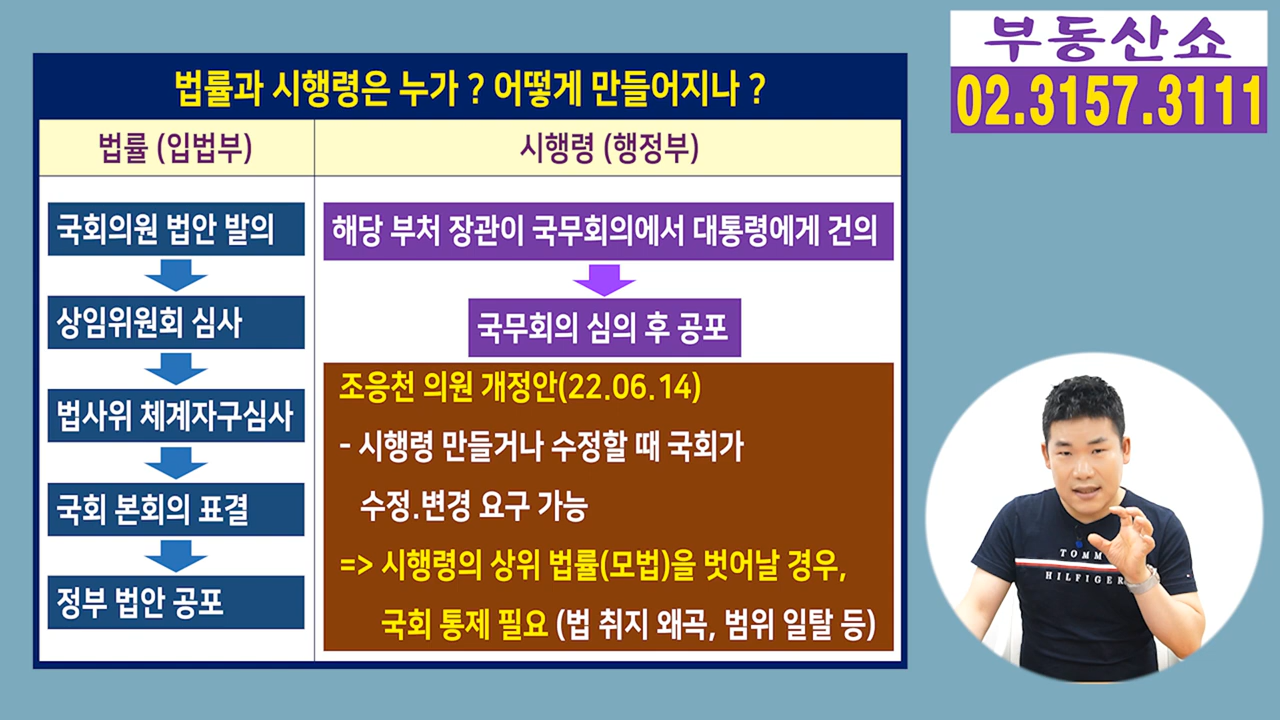 부동산쇼
02.3157.3111
법률과 시행령은 누가 ? 어떻게 만들어지나 ?
법률 (입법부)
시행령 (행정부)
국회의원 법안 발의
상임위원회 심사
법사위 체계자구심사
국회 본회의 표결
정부 법안 공포
해당 부처 장관이 국무회의에서 대통령에게 건의
국무회의 심의 후 공포
조응천 의원 개정안(22.06.14)
- 시행령 만들거나 수정할 때 국회가
수정.변경 요구 가능
=> 시행령의 상위 법률(모법)을 벗어날 경우,
국회 통제 필요 (법 취지 왜곡, 범위 일탈 등)
TOMM
HILFIGER